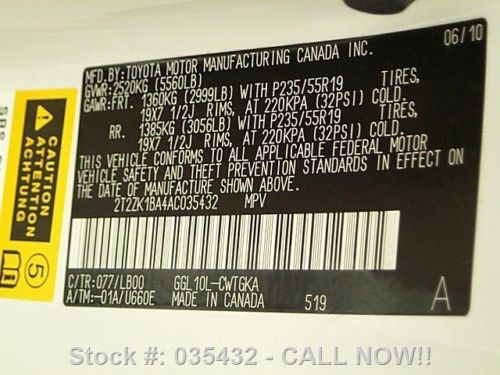 MFD.BY:TOYOTA MOTOR MANUFACTURING CANADA INC. 06/10
GVWR:2520KG (5560LB)
GAWR:FRT. 1360KG (2999LB) WITH P235/55R19 TIRES,
19X7 1/2J RIMS, AT 220KPA (32PSI) COLD.
RR. 1385KG (3056LB) WITH P235/55R19 TIRES,
19X7 1/2J RIMS, AT 220KPA (32PSI) COLD.
THIS VEHICLE CONFORMS TO ALL APPLICABLE FEDERAL MOTOR
VEHICLE SAFETY AND THEFT PREVENTION STANDARDS IN EFFECT ON
THE DATE OF MANUFACTURE SHOWN ABOVE.
2T2ZK1BA4AC035432 MPV
C/TR:077/LB00 GGL10L-CWTGKA
A/TM:-01A/U660E MADE IN CANADA 519 A
CAUTION
ATTENTION
ACHTUNG
5
Stock #: 035432 - CALL NOW!!